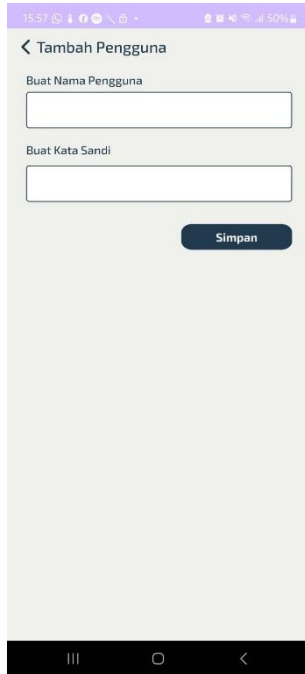 15.57 50%
Tambah Pengguna
Buat Nama Pengguna
Buat Kata Sandi
Simpan